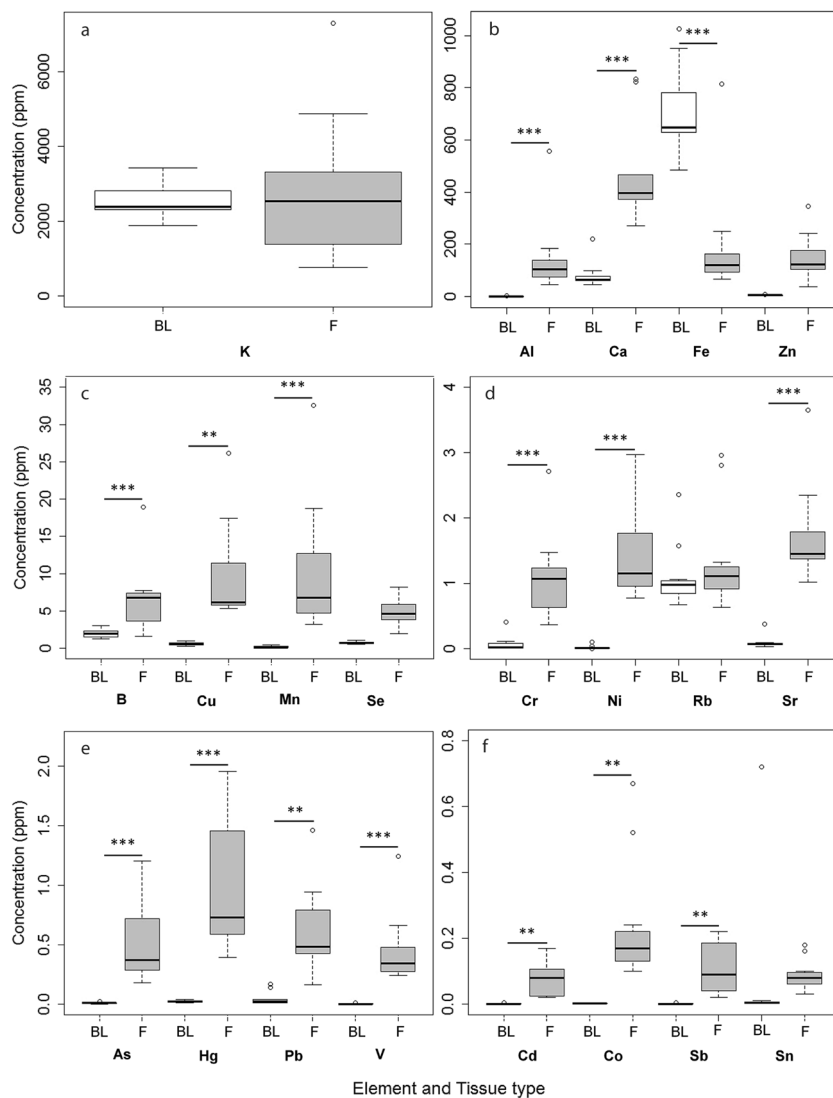 a
Concentration (ppm)
6000
4000
2000
0
BL F
K
b
1000
800
600
400
200
0
*** *** ***
BL F BL F BL F BL F
Al Ca Fe Zn
c
Concentration (ppm)
35
30
25
20
15
10
5
0
*** ** ***
BL F BL F BL F BL F
B Cu Mn Se
d
4
3
2
1
0
*** *** ***
BL F BL F BL F BL F
Cr Ni Rb Sr
e
Concentration (ppm)
2.0
1.5
1.0
0.5
0.0
*** *** ** ***
BL F BL F BL F BL F
As Hg Pb V
f
0.8
0.6
0.4
0.2
0.0
** ** **
BL F BL F BL F BL F
Cd Co Sb Sn
Element and Tissue type